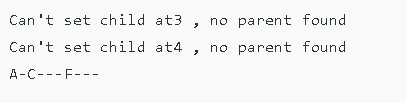 Can't set child at3 , no parent found
Can't set child at4 , no parent found
A-C---F---